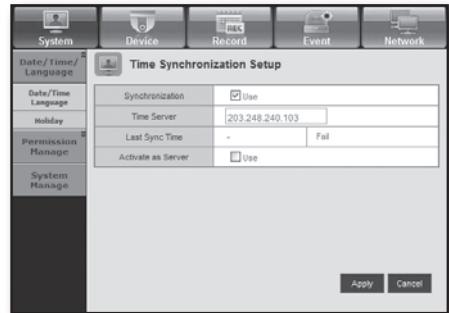 System Device Record Event Network
Date/Time/
Language
Date/Time
Language
Holiday
Permission
Manage
System
Manage
Time Synchronization Setup
Synchronization Use
Time Server 203.248.240.103
Last Sync Time - Fail
Activate as Server Use
Apply Cancel
REC